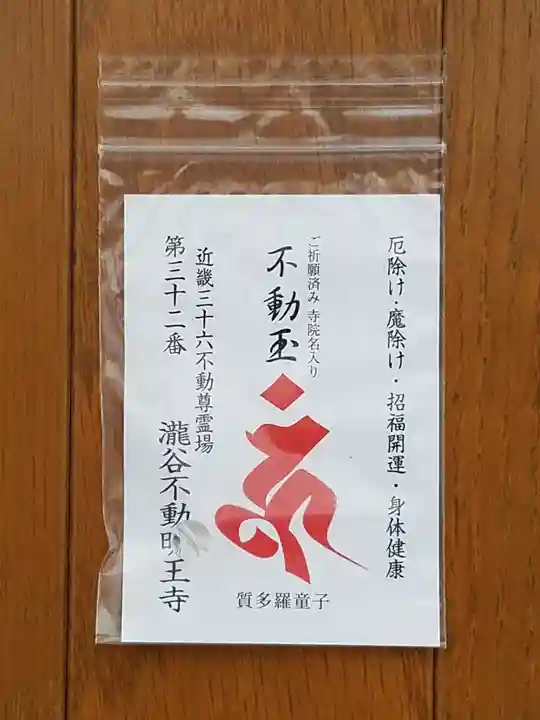 厄除け・魔除け・招福開運・身体健康
ご祈願済み 寺院名入り
不動玉
質多羅童子
近畿三十六不動尊霊場
第三十二番
瀧谷不動明王寺